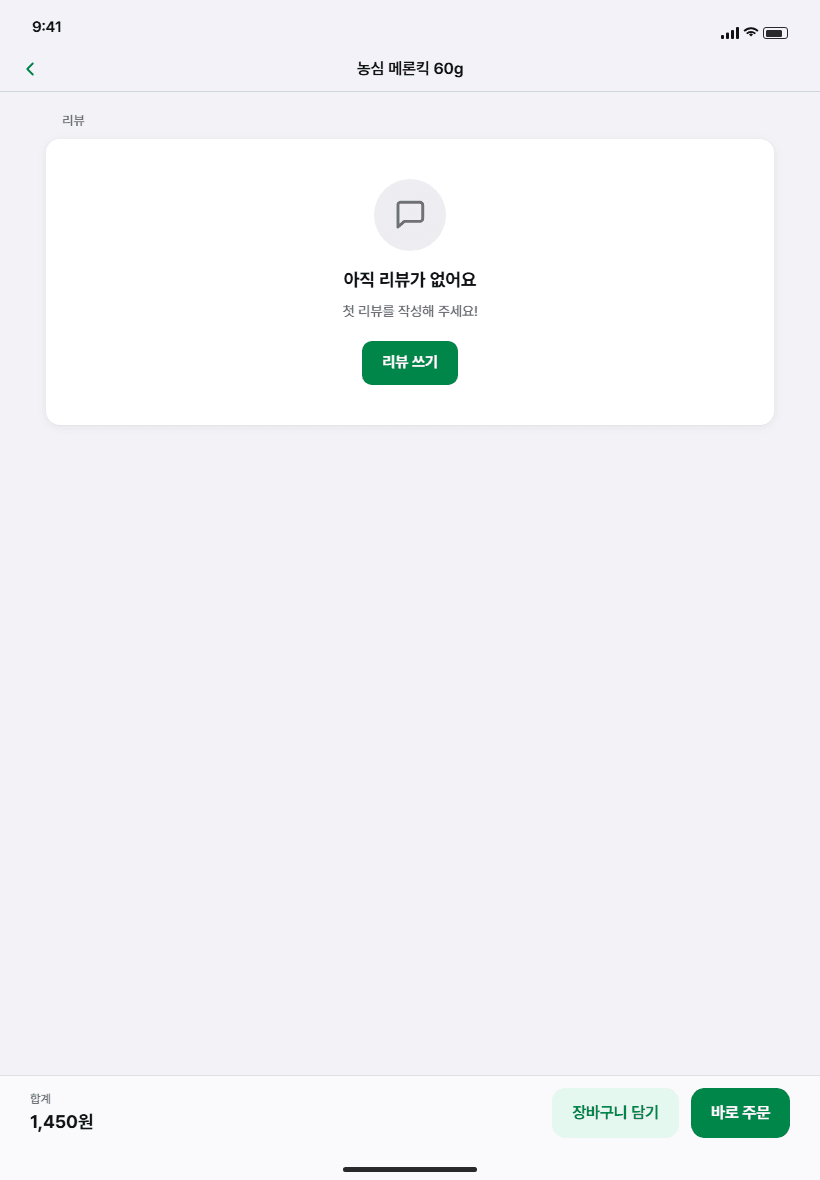 9:41
농심 메론킥 60g
리뷰
아직 리뷰가 없어요
첫 리뷰를 작성해 주세요!
리뷰 쓰기
합계
1,450원
장바구니 담기
바로 주문